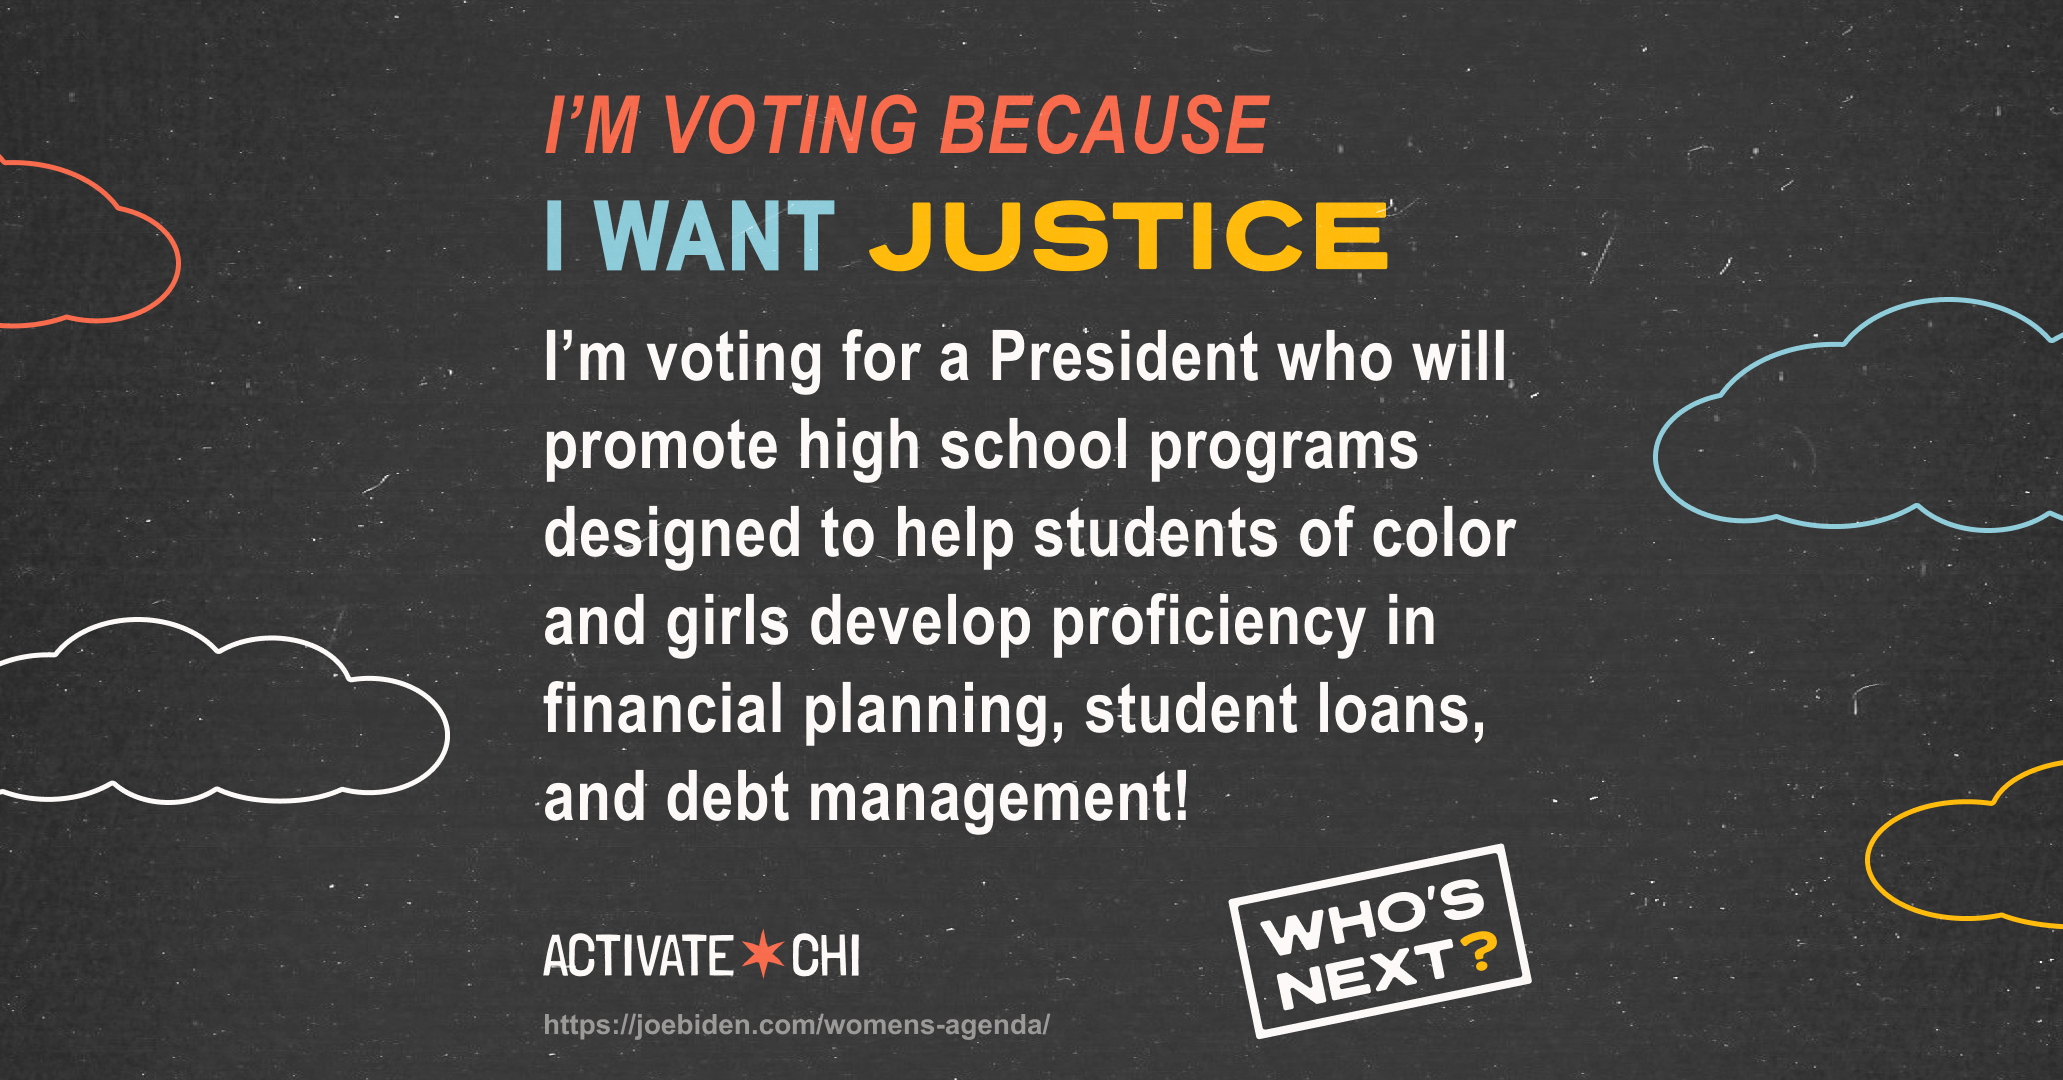 I’M VOTING BECAUSE
I WANT JUSTICE
I’m voting for a President who will
promote high school programs
designed to help students of color
and girls develop proficiency in
financial planning, student loans,
and debt management!
ACTIVATE CHI
https://joebiden.com/womens-agenda/
WHO'S
NEXT?